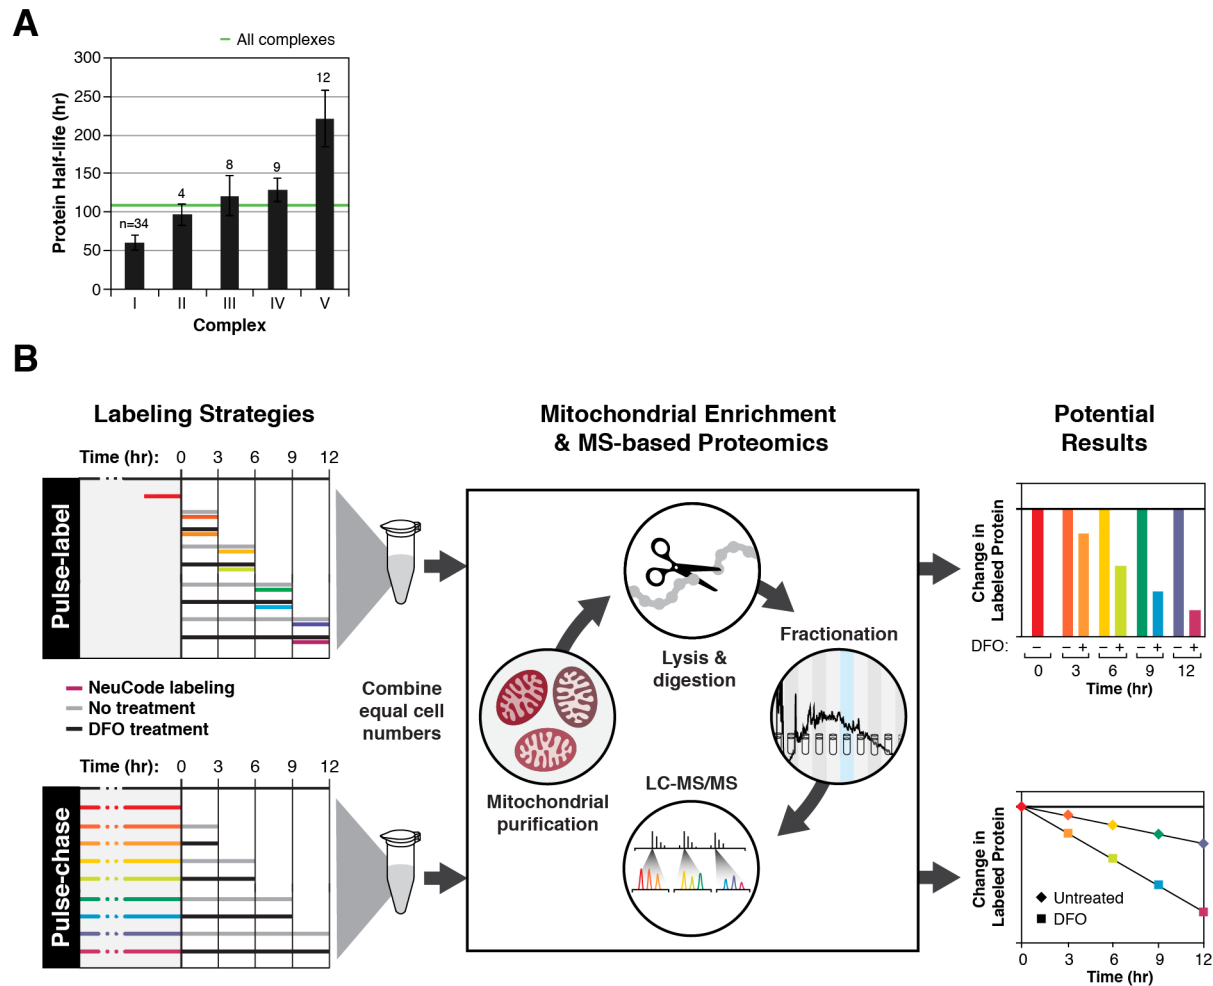 A
All complexes
Protein Half-life (hr)
300
250
200
150
100
50
0
n=34
4
8
9
12
I II III IV V
Complex
B
Labeling Strategies
Time (hr): 0 3 6 9 12
Pulse-label
NeuCode labeling
No treatment
DFO treatment
Time (hr): 0 3 6 9 12
Pulse-chase
Combine
equal cell
numbers
Mitochondrial Enrichment
& MS-based Proteomics
Lysis &
digestion
Fractionation
Mitochondrial
purification
LC-MS/MS
Potential
Results
Change in
Labeled Protein
DFO: − − + − + − + − +
0 3 6 9 12
Time (hr)
Change in
Labeled Protein
Untreated
DFO
0 3 6 9 12
Time (hr)